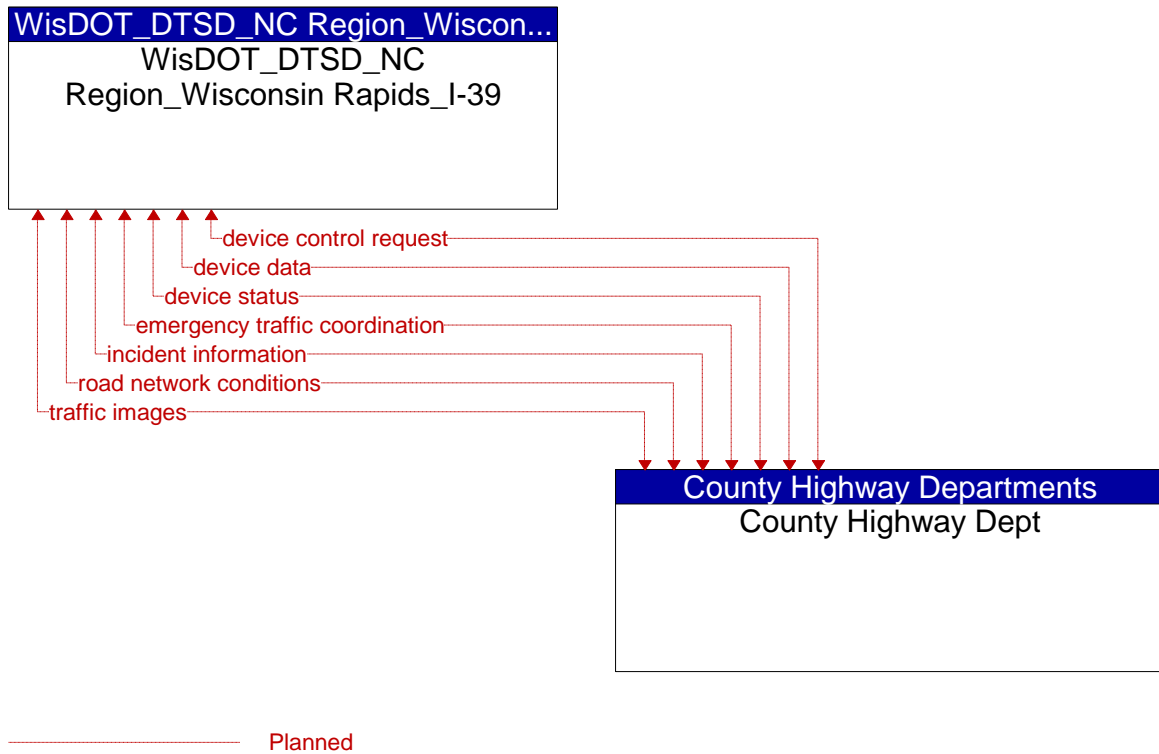 WisDOT_DTSD_NC Region_Wiscon...
WisDOT_DTSD_NC
Region_Wisconsin Rapids_I-39
device control request
device data
device status
emergency traffic coordination
incident information
road network conditions
traffic images
County Highway Departments
County Highway Dept
Planned